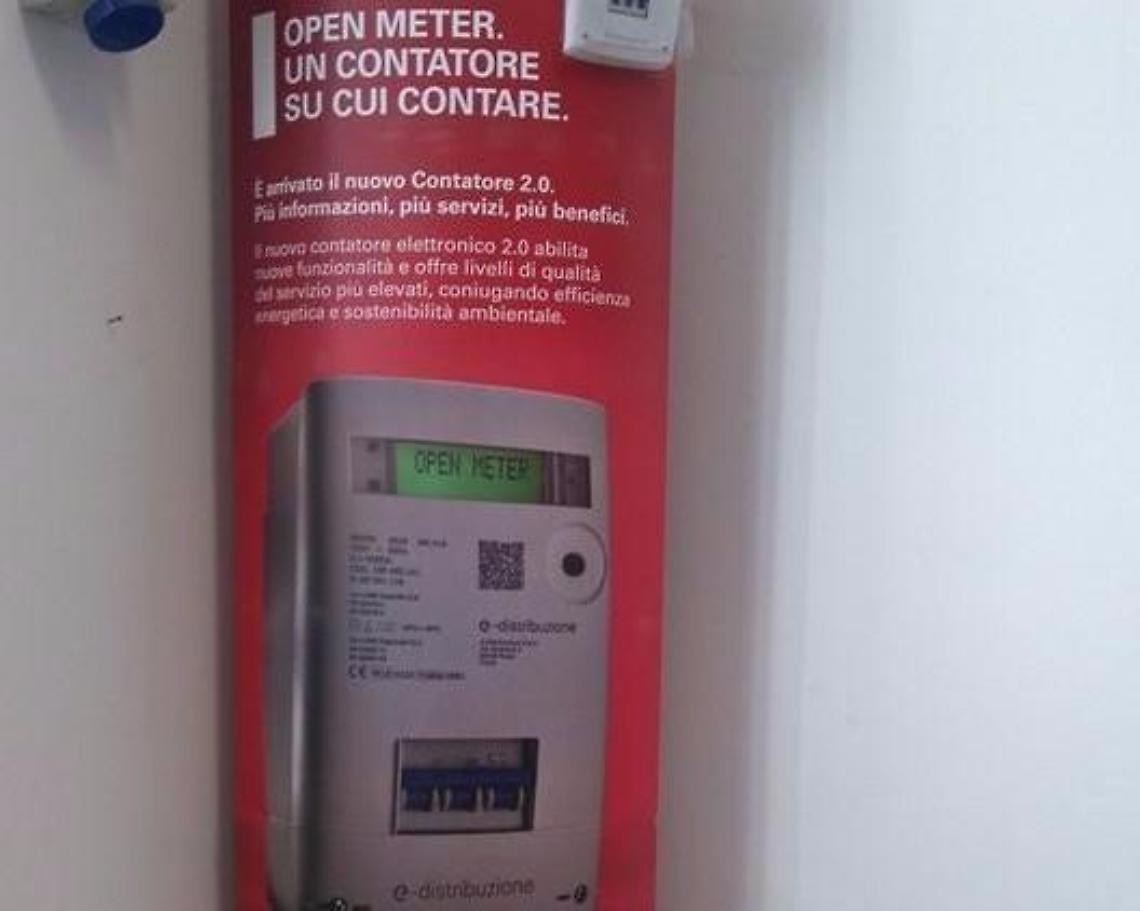 OPEN METER.
UN CONTATORE
SU CUI CONTARE.
È arrivato il nuovo Contatore 2.0.
Più informazioni, più servizi, più benefici.
Il nuovo contatore elettronico 2.0 abilita
nuove funzionalità e offre livelli di qualità
del servizio più elevati, coniugando efficienza
energetica e sostenibilità ambientale.
OPEN METER
e-distribuzione
CE
e-distribuzione